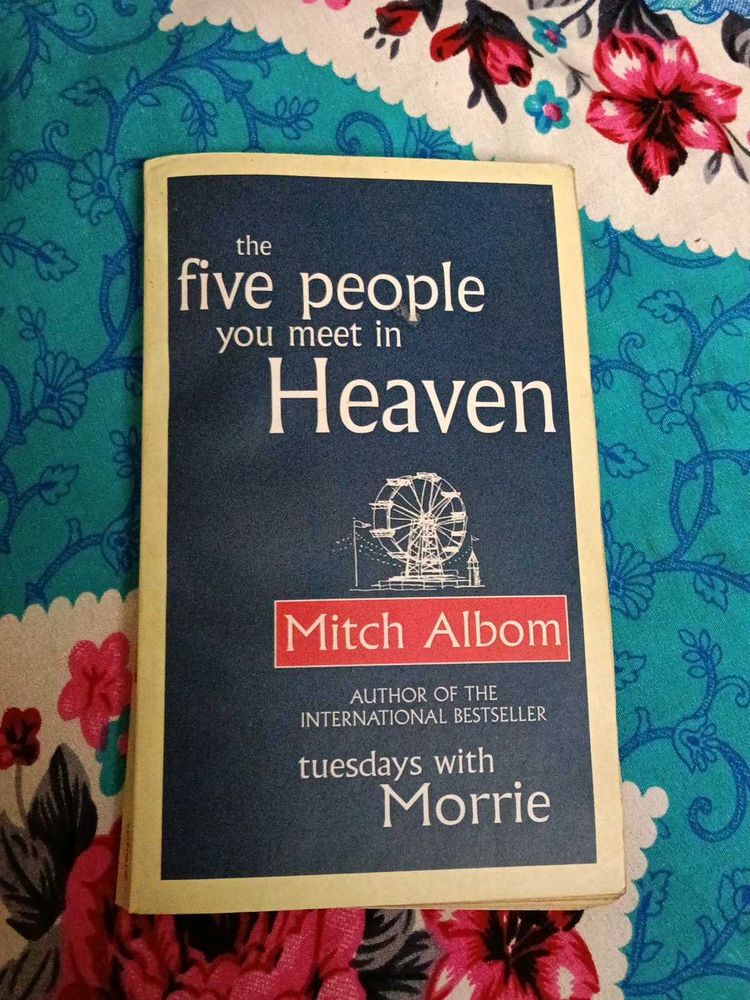 the
five people
you meet in
Heaven
Mitch Albom
AUTHOR OF THE
INTERNATIONAL BESTSELLER
tuesdays with
Morrie